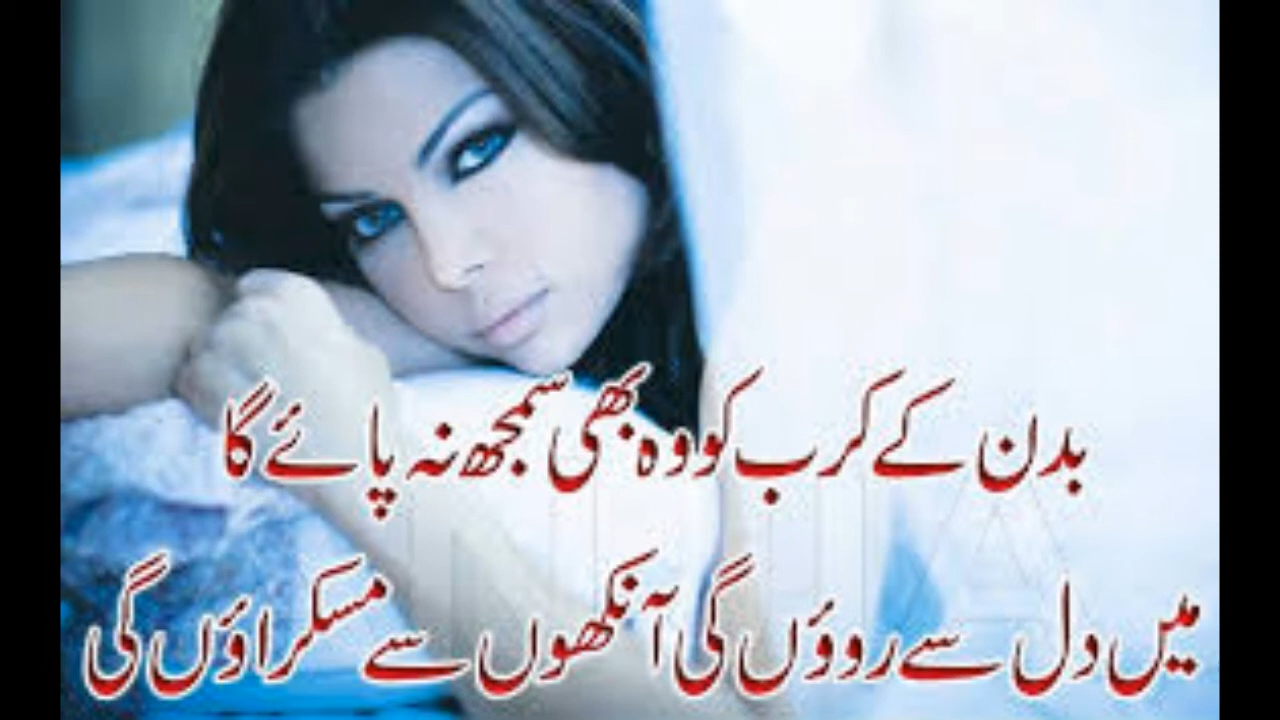 بدن کے کرب کو وہ بھی سمجھ نہ پائے گا
میں دل سے روؤں گی آنکھوں سے مسکراؤں گی